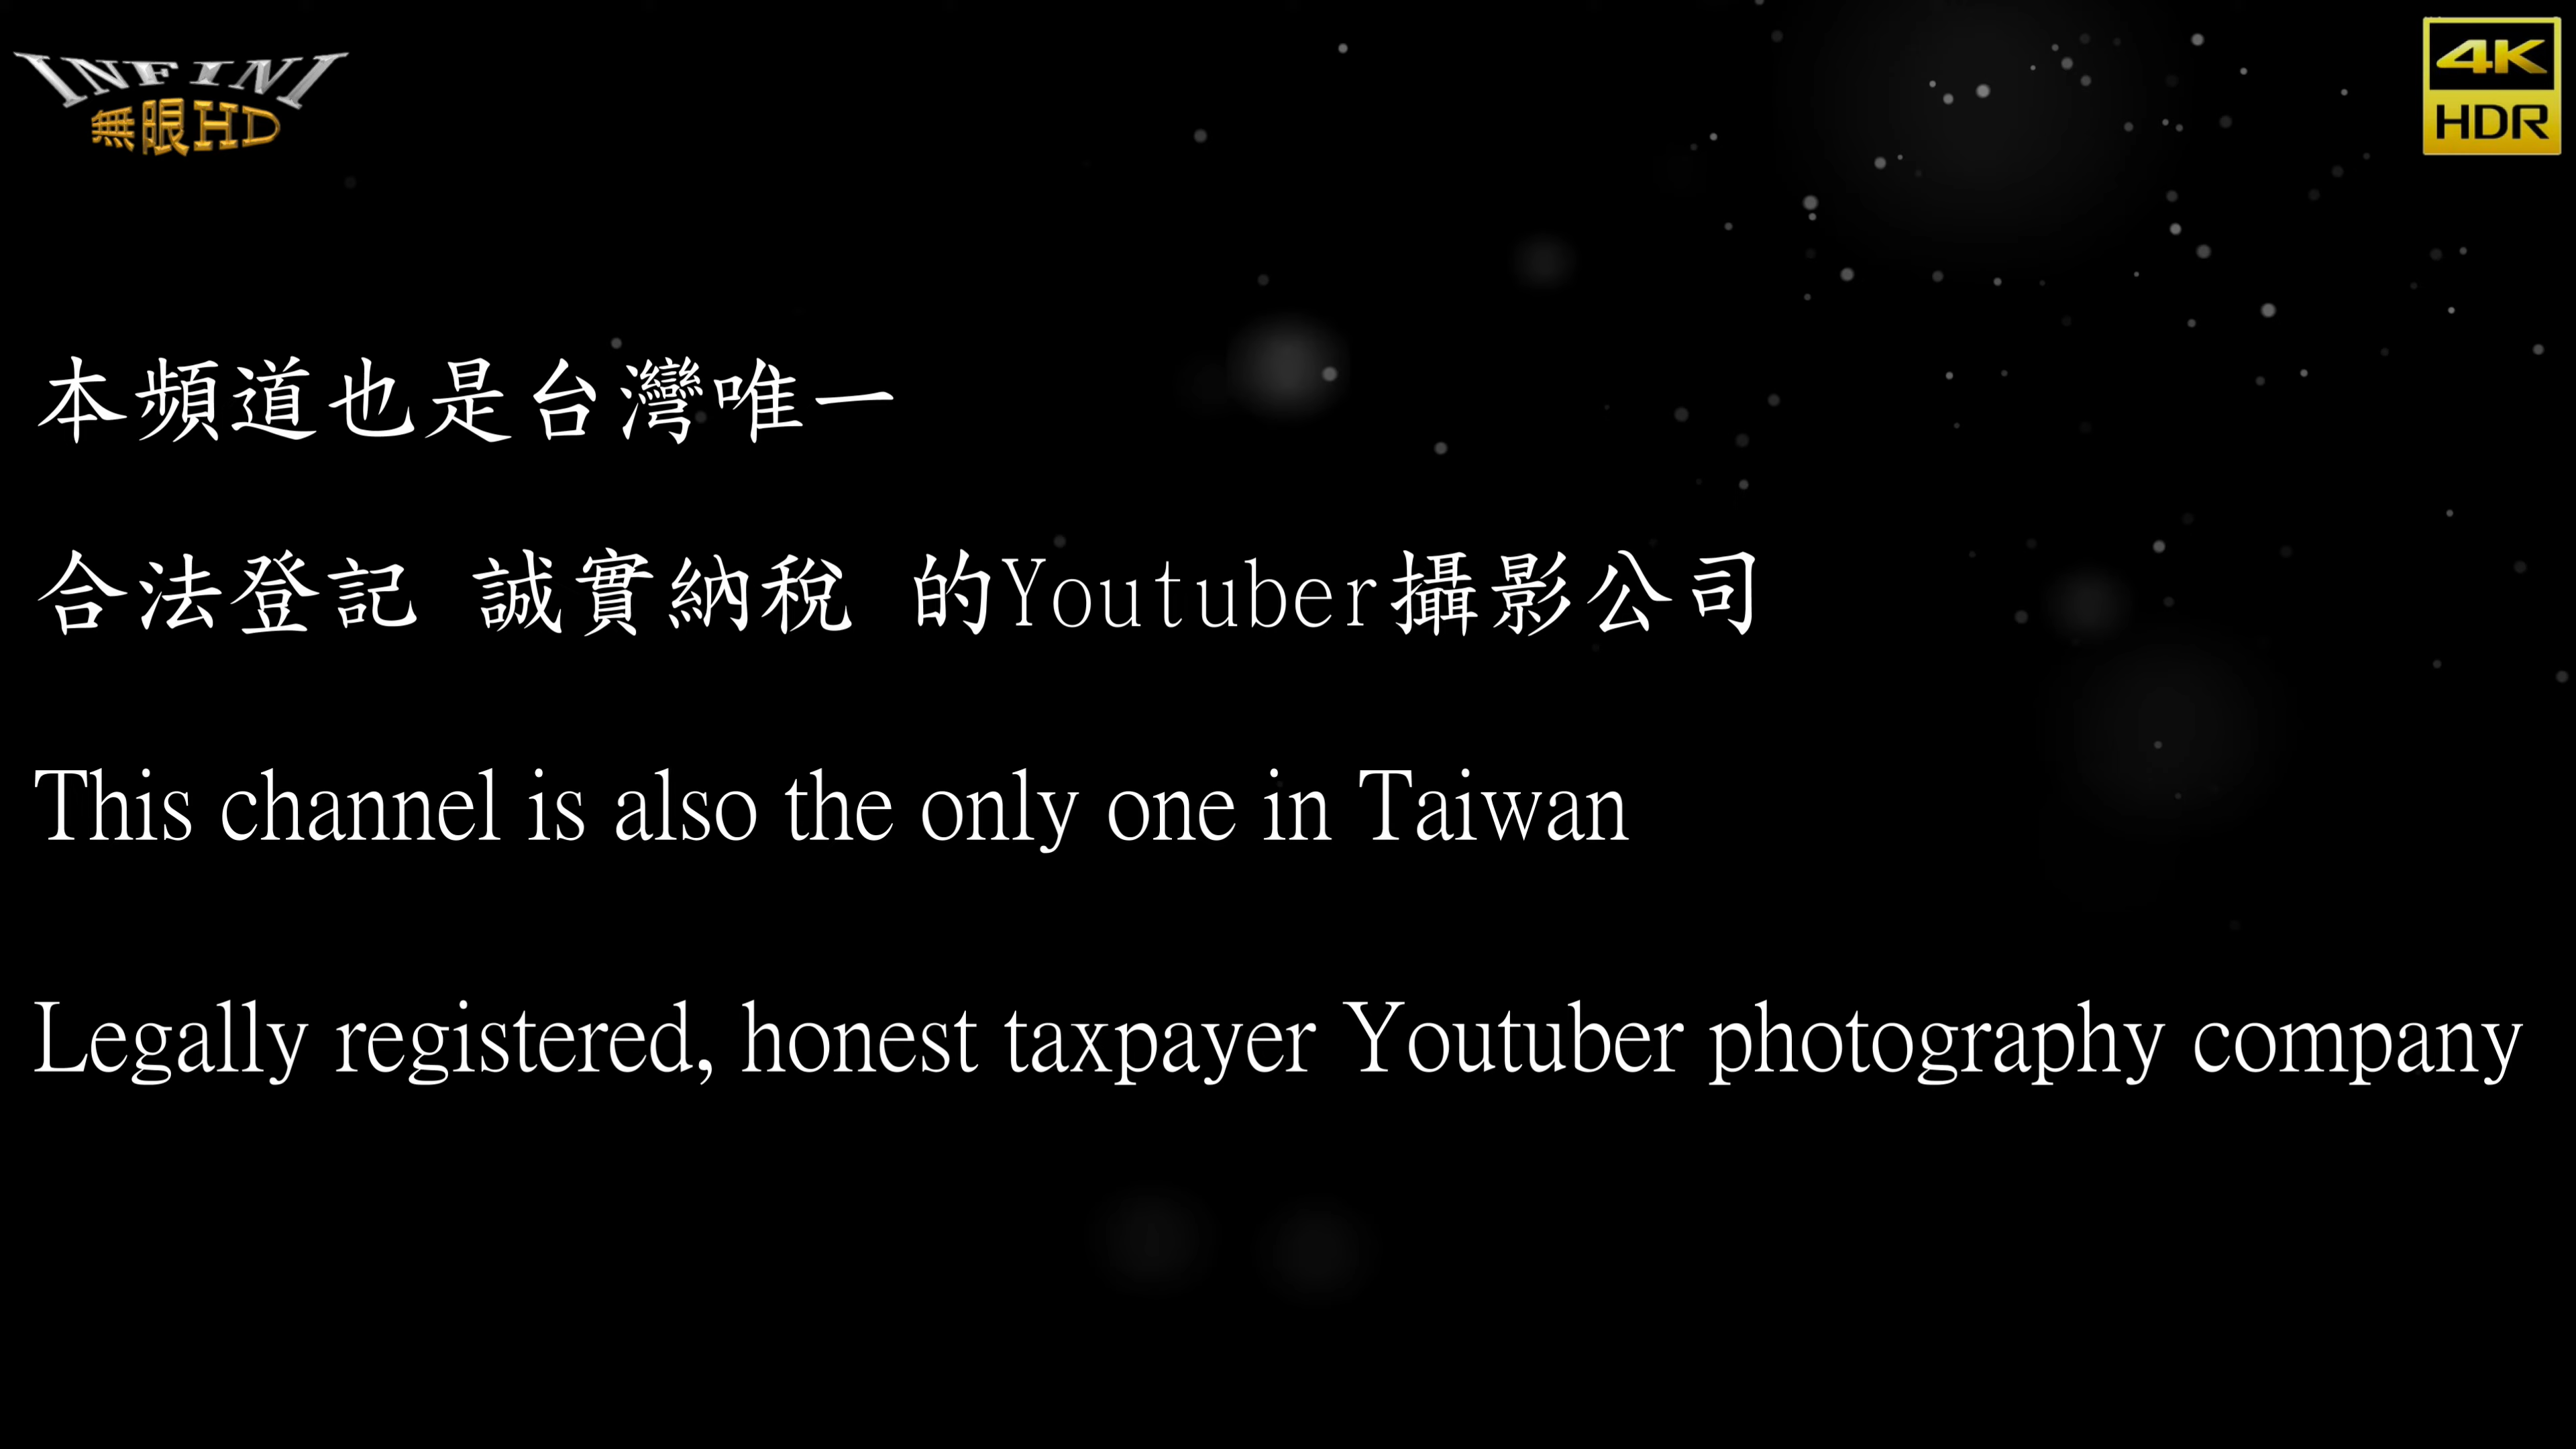 INFINI
無限HD
4K
HDR
本頻道也是台灣唯一
合法登記 誠實納稅 的Youtuber攝影公司
This channel is also the only one in Taiwan
Legally registered, honest taxpayer Youtuber photography company